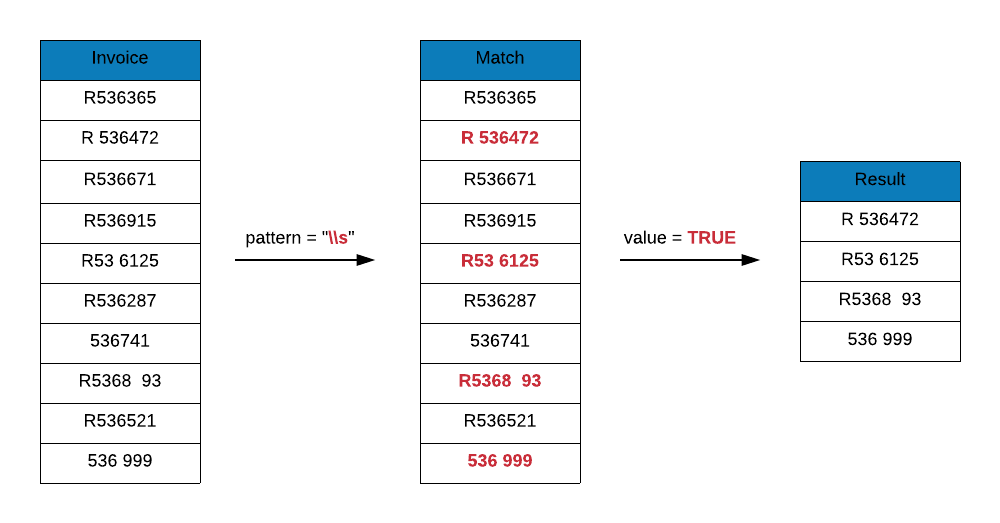 Invoice
R536365
R 536472
R536671
R536915
R53 6125
R536287
536741
R5368  93
R536521
536 999
pattern = "\\s"
Match
R536365
R 536472
R536671
R536915
R53 6125
R536287
536741
R5368  93
R536521
536 999
value = TRUE
Result
R 536472
R53 6125
R5368  93
536 999